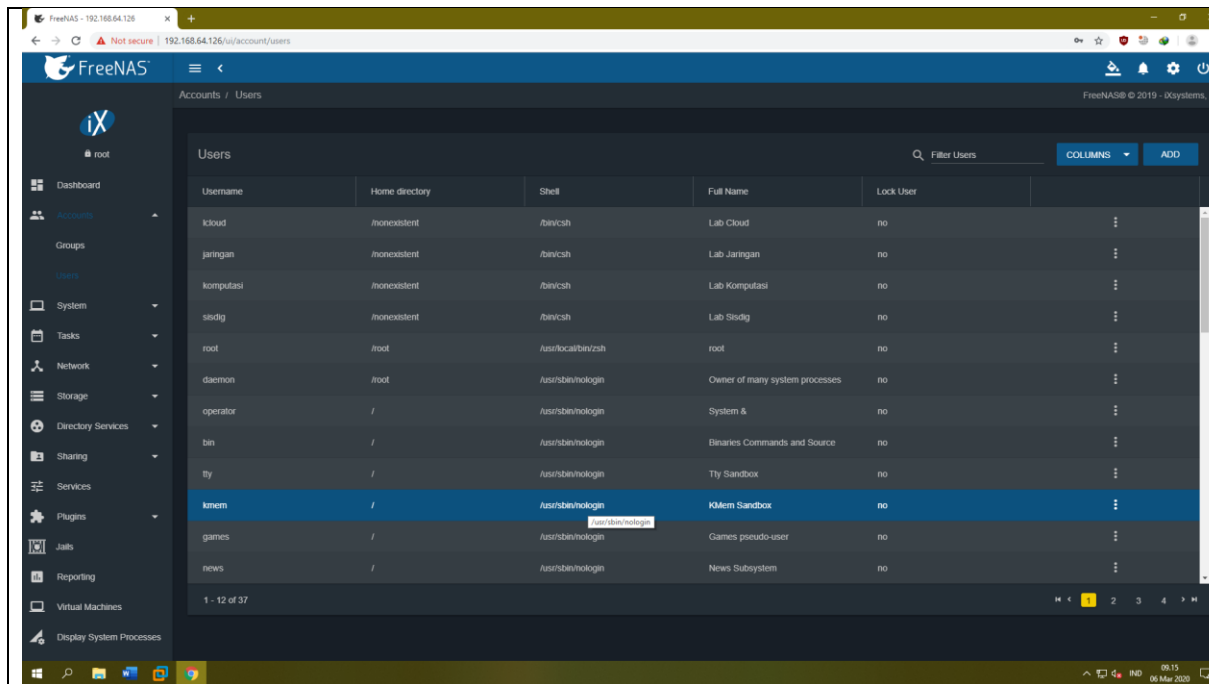 FreeNAS - 192.168.64.126
Not secure 192.168.64.126/ui/account/users
FreeNAS
Accounts / Users
FreeNAS® © 2019 - iXsystems,
iX
root
Dashboard
Accounts
Groups
Users
System
Tasks
Network
Storage
Directory Services
Sharing
Services
Plugins
Jails
Reporting
Virtual Machines
Display System Processes
Users Filter Users COLUMNS ADD
Username Home directory Shell Full Name Lock User
lcloud /nonexistent /bin/csh Lab Cloud no
jaringan /nonexistent /bin/csh Lab Jaringan no
komputasi /nonexistent /bin/csh Lab Komputasi no
sisdig /nonexistent /bin/csh Lab Sisdig no
root /root /usr/local/bin/zsh root no
daemon /root /usr/sbin/nologin Owner of many system processes no
operator / /usr/sbin/nologin System & no
bin / /usr/sbin/nologin Binaries Commands and Source no
tty / /usr/sbin/nologin Tty Sandbox no
kmem / /usr/sbin/nologin KMem Sandbox no
/usr/sbin/nologin
games / /usr/sbin/nologin Games pseudo-user no
news / /usr/sbin/nologin News Subsystem no
1 - 12 of 37 1 2 3 4
IND 09.15
06 Mar 2020